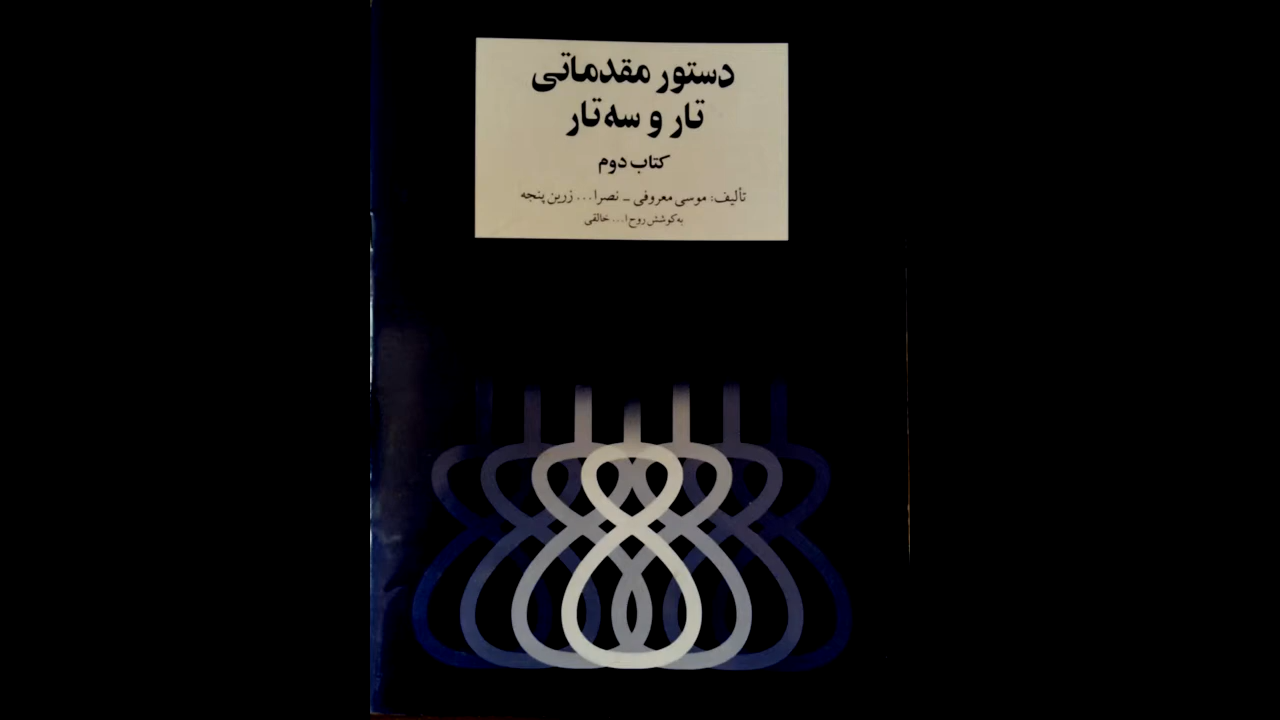 دستور مقدماتی
تار و سه‌تار
کتاب دوم
تألیف: موسی معروفی ـ نصرا... زرین پنجه
به‌کوشش روح ا... خالقی